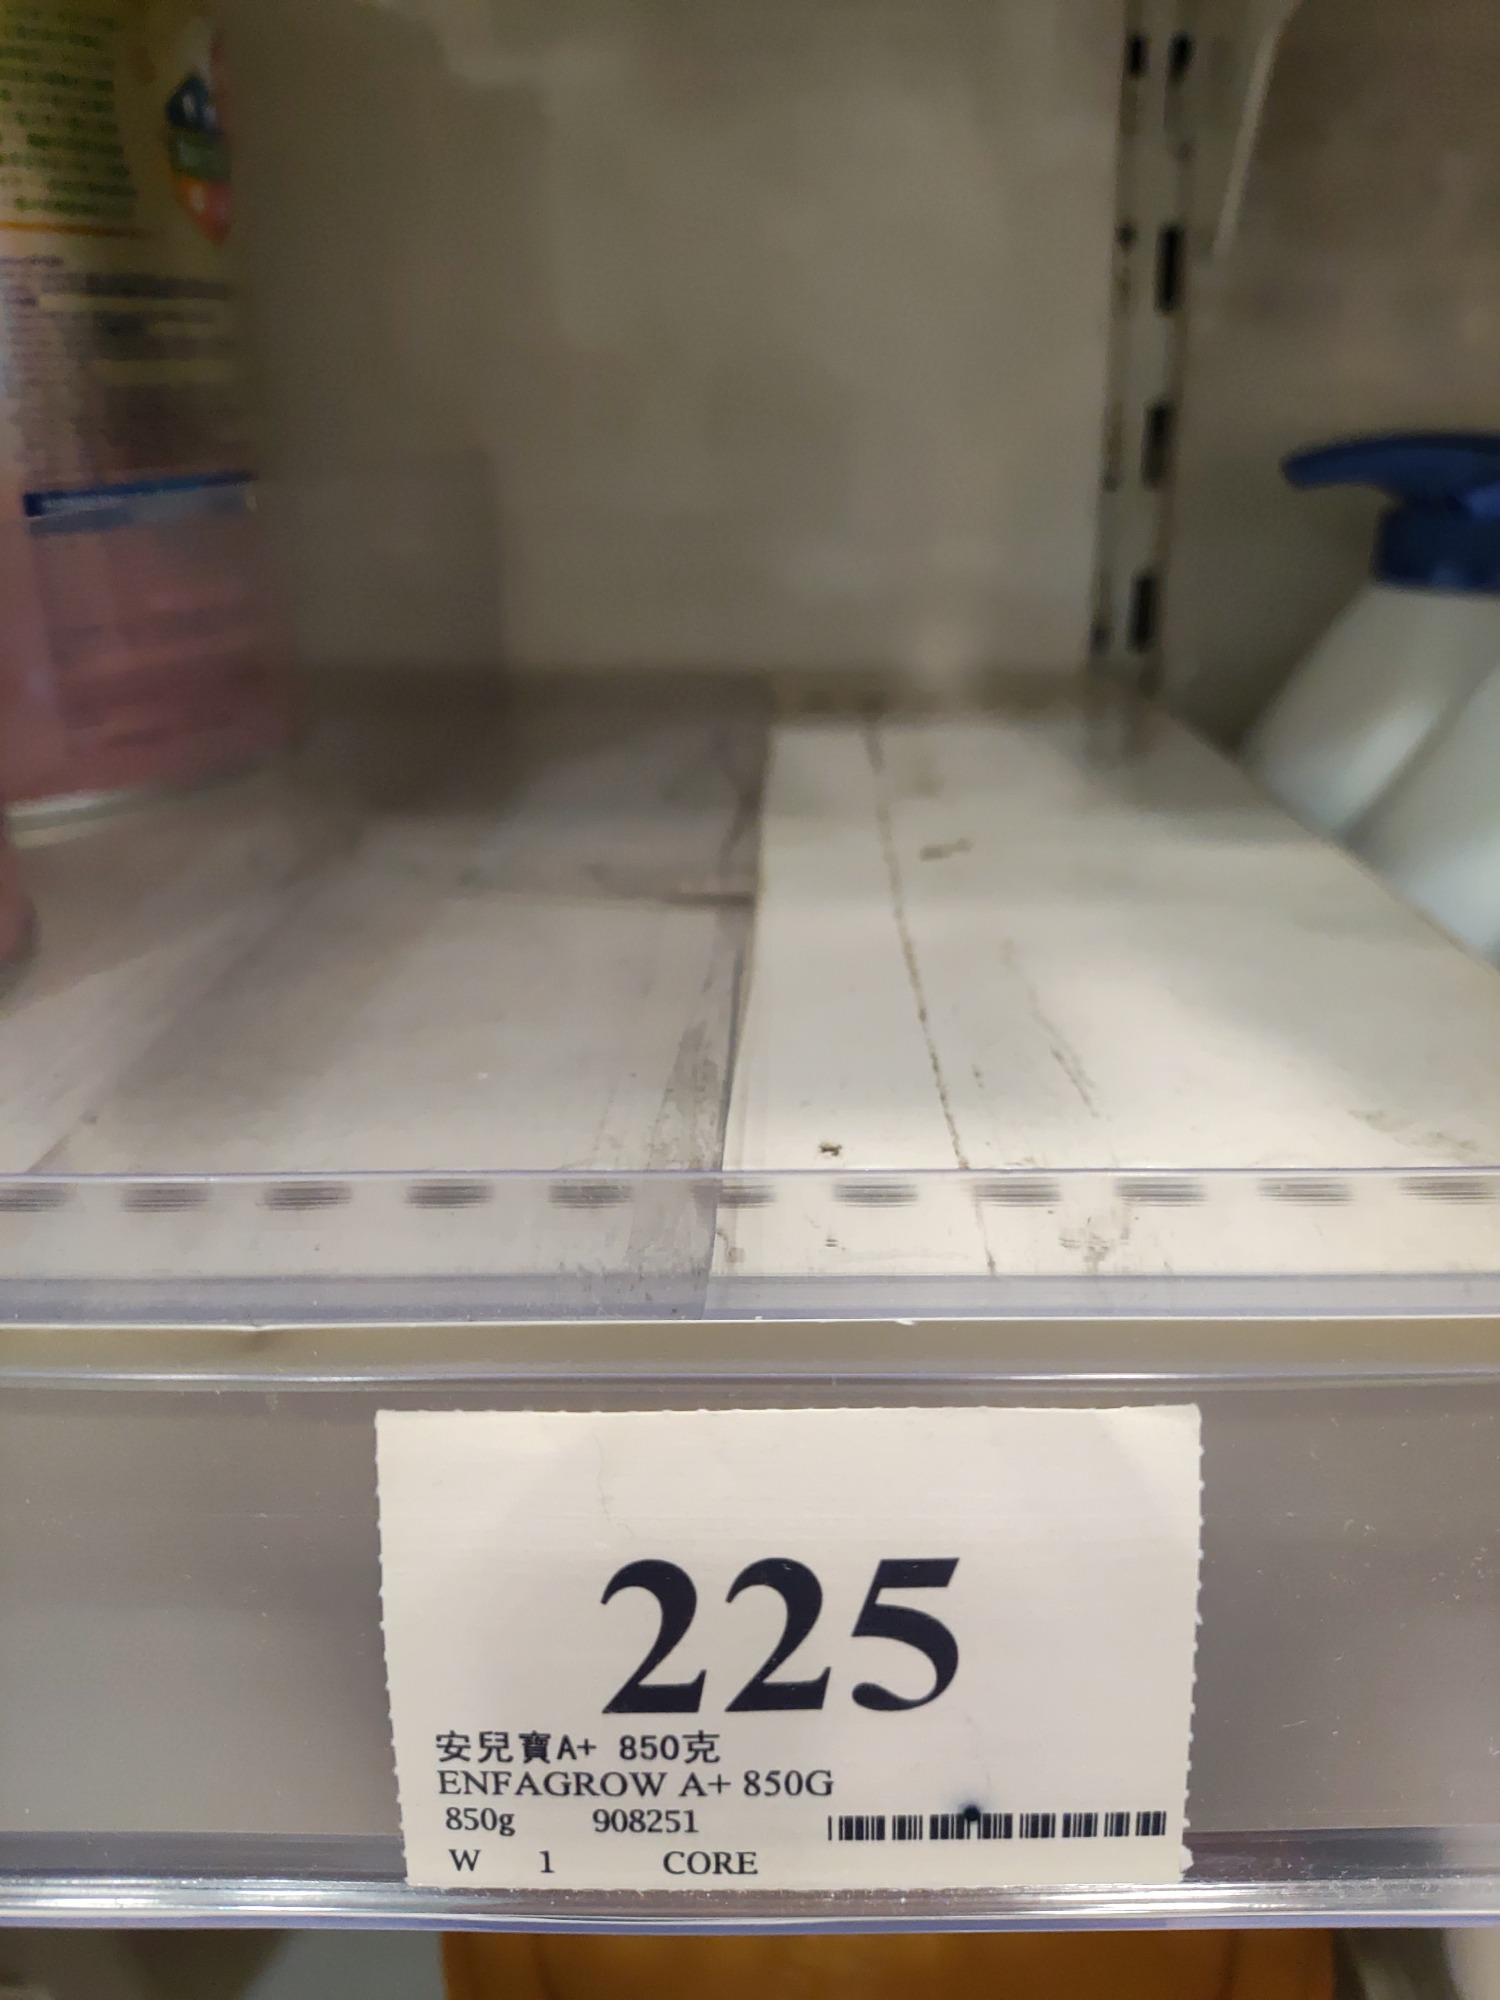 225
安兒寶A+ 850克
ENFAGROW A+ 850G
850g 908251
W 1 CORE